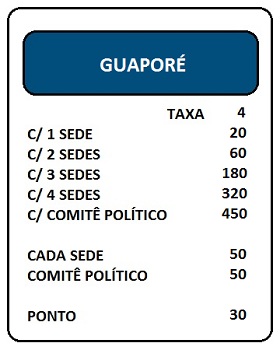 GUAPORÉ
TAXA 4
C/ 1 SEDE 20
C/ 2 SEDES 60
C/ 3 SEDES 180
C/ 4 SEDES 320
C/ COMITÊ POLÍTICO 450
CADA SEDE 50
COMITÊ POLÍTICO 50
PONTO 30